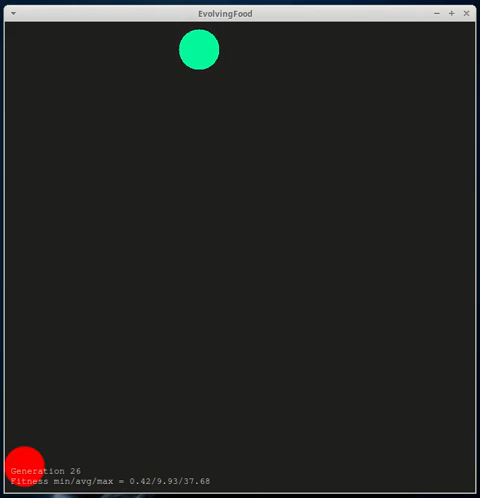 EvolvingFood
Generation 26
Fitness min/avg/max = 0.42/9.93/37.68